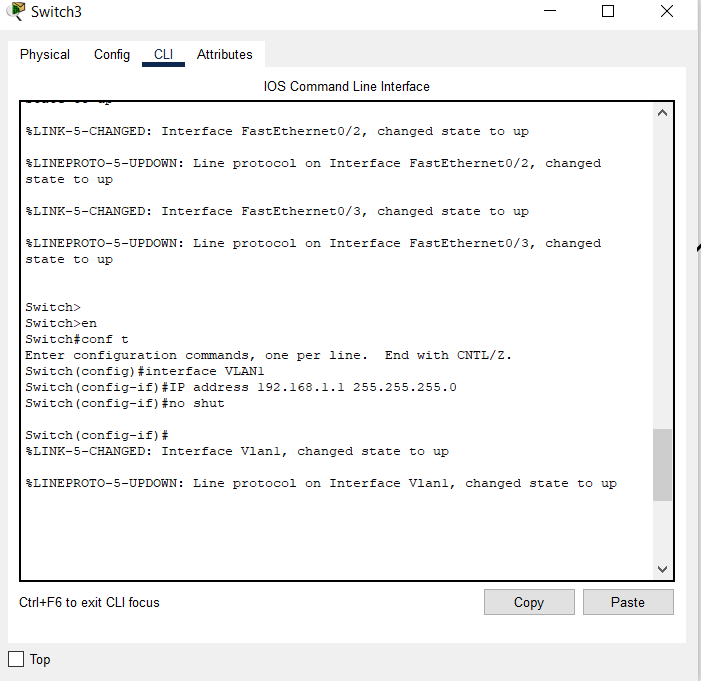 Switch3
Physical Config CLI Attributes
IOS Command Line Interface
%LINK-5-CHANGED: Interface FastEthernet0/2, changed state to up
%LINEPROTO-5-UPDOWN: Line protocol on Interface FastEthernet0/2, changed
state to up
%LINK-5-CHANGED: Interface FastEthernet0/3, changed state to up
%LINEPROTO-5-UPDOWN: Line protocol on Interface FastEthernet0/3, changed
state to up
Switch>
Switch>en
Switch#conf t
Enter configuration commands, one per line.  End with CNTL/Z.
Switch(config)#interface VLAN1
Switch(config-if)#IP address 192.168.1.1 255.255.255.0
Switch(config-if)#no shut
Switch(config-if)#
%LINK-5-CHANGED: Interface Vlan1, changed state to up
%LINEPROTO-5-UPDOWN: Line protocol on Interface Vlan1, changed state to up
Ctrl+F6 to exit CLI focus
Copy Paste
Top